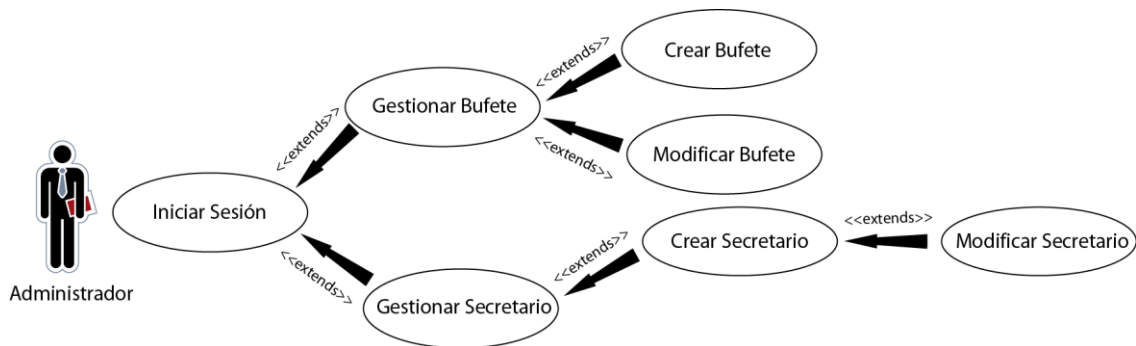 Crear Bufete
<<extends>>
Gestionar Bufete
<<extends>>
<<extends>>
Modificar Bufete
Iniciar Sesión
<<extends>>
Crear Secretario
<<extends>>
Modificar Secretario
<<extends>>
<<extends>>
Gestionar Secretario
Administrador